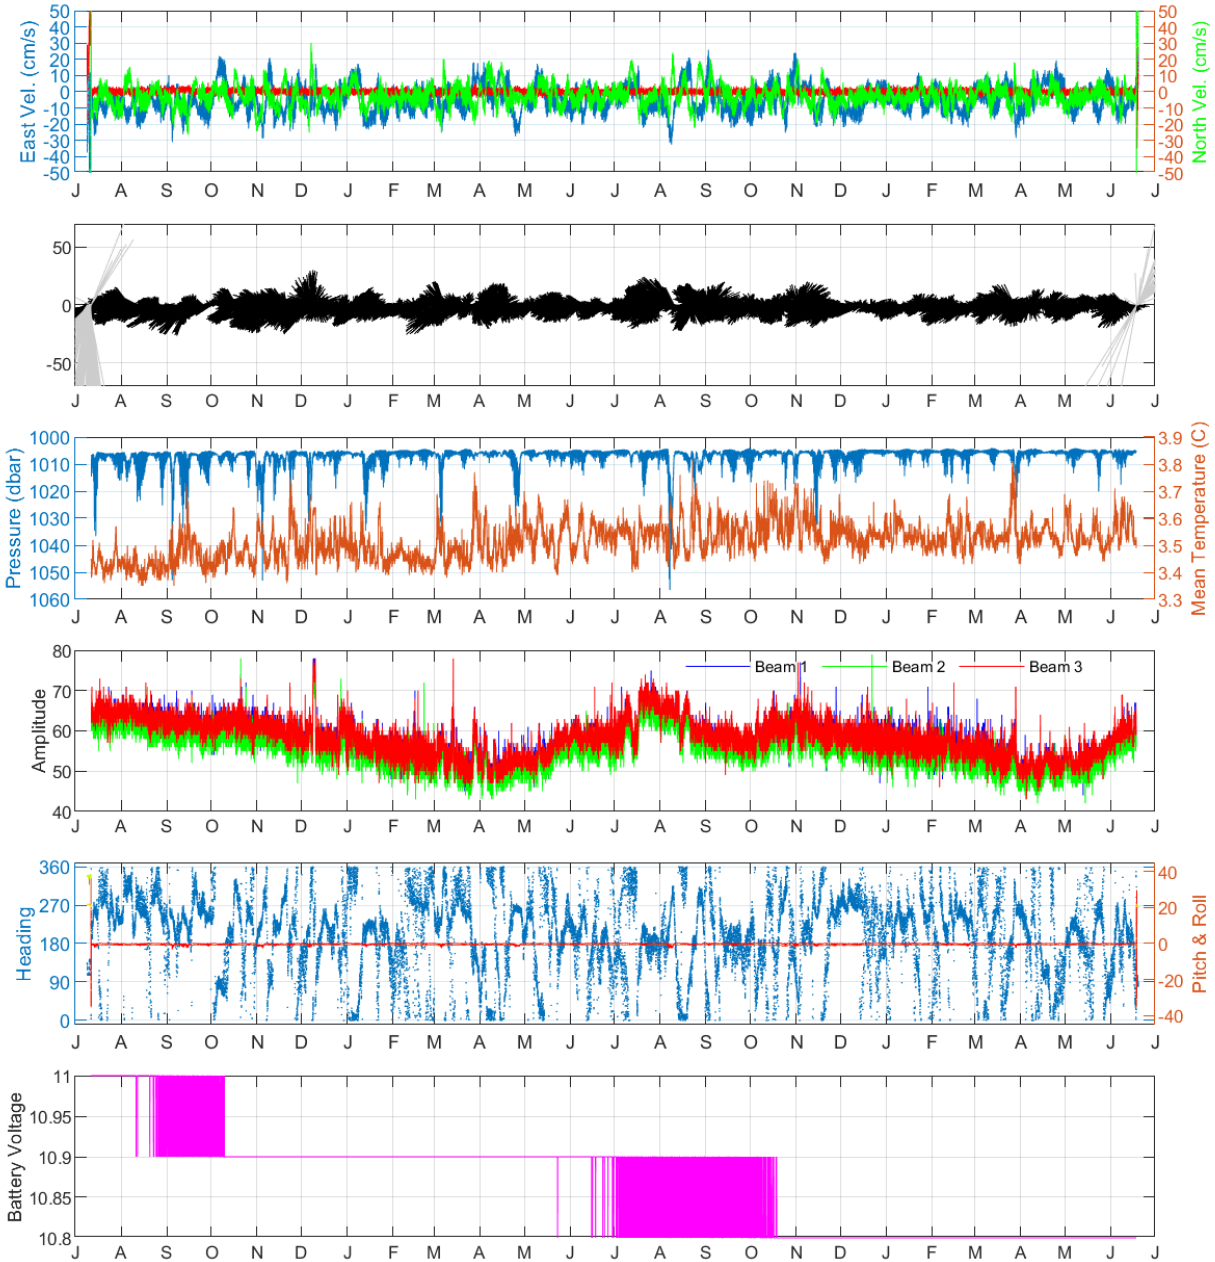 50 50
40 40
30 30
20 20
10 10
0 0
-10 -10
-20 -20
-30 -30
-40 -40
-50 -50
East Vel. (cm/s)
North Vel. (cm/s)
J A S O N D J F M A M J J A S O N D J F M A M J J
50
0
-50
J A S O N D J F M A M J J A S O N D J F M A M J J
1000 3.9
1010 3.8
1020 3.7
1030 3.6
1040 3.5
1050 3.4
1060 3.3
Pressure (dbar)
Mean Temperature (C)
J A S O N D J F M A M J J A S O N D J F M A M J J
80
70
60
50
40
Amplitude
Beam 1 Beam 2 Beam 3
J A S O N D J F M A M J J A S O N D J F M A M J J
360 40
270 20
180 0
90 -20
0 -40
Heading
Pitch & Roll
J A S O N D J F M A M J J A S O N D J F M A M J J
11
10.95
10.9
10.85
10.8
Battery Voltage
J A S O N D J F M A M J J A S O N D J F M A M J J